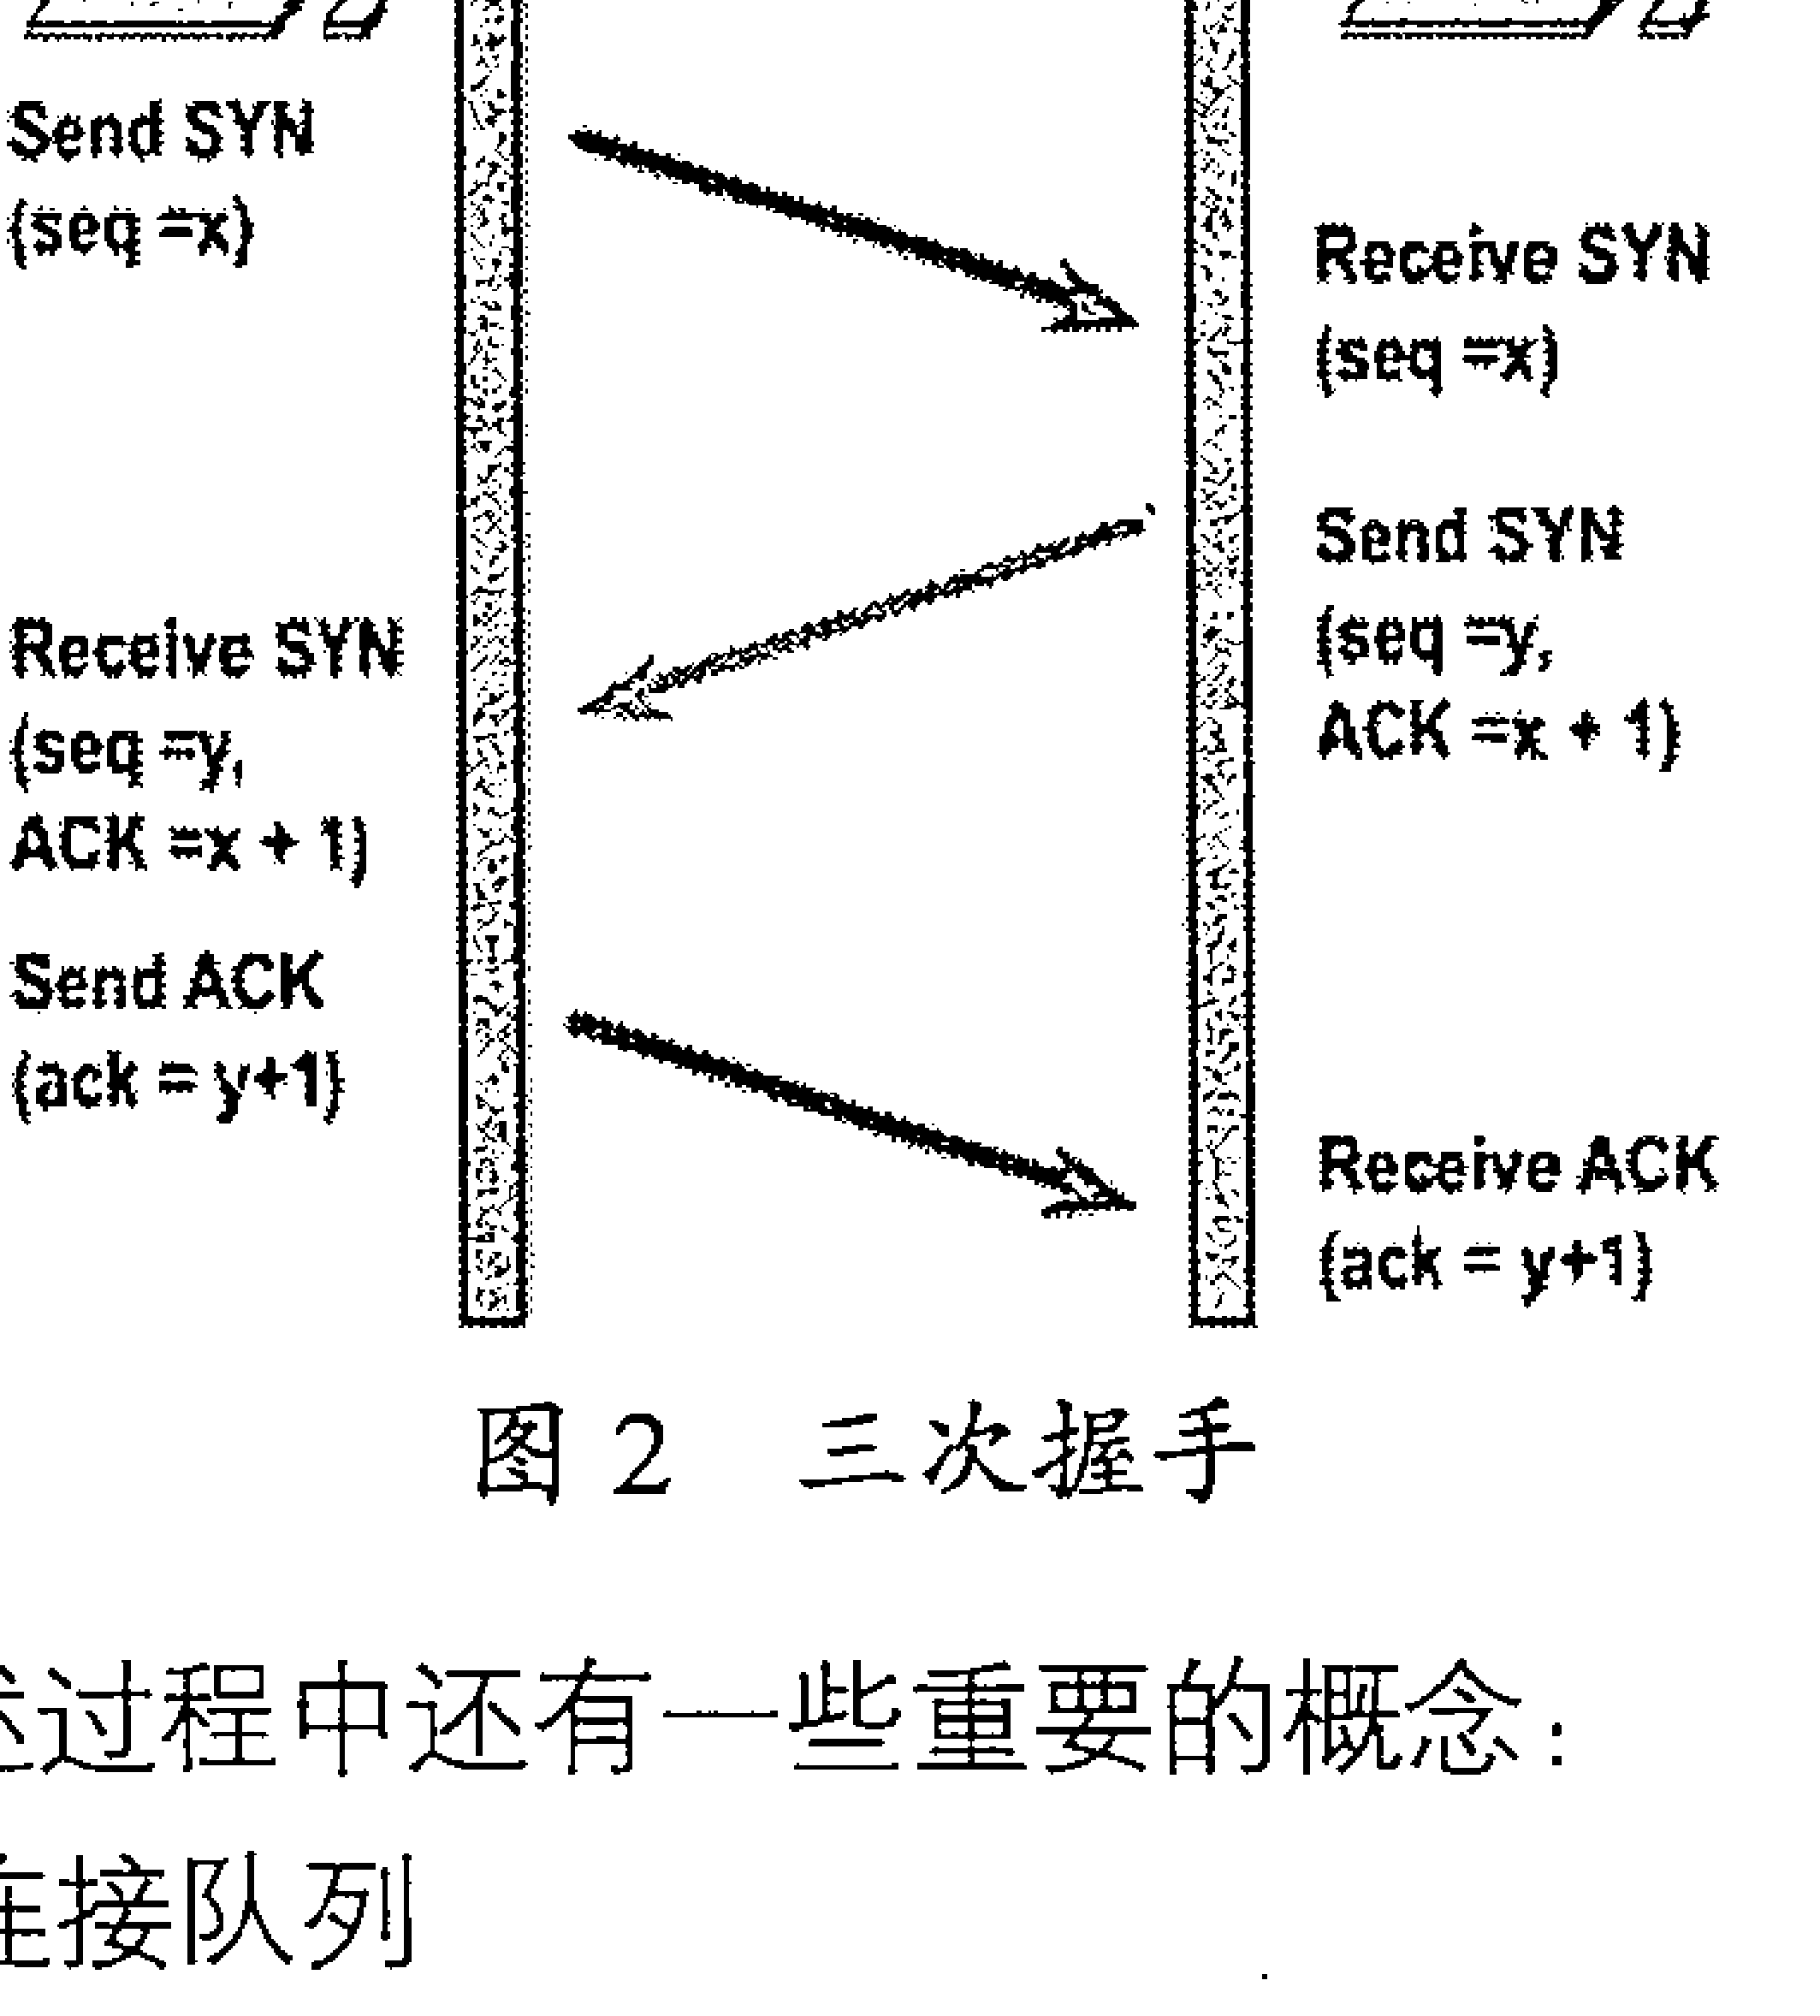 Send SYN
(seq =x)
Receive SYN
(seq =x)
Send SYN
(seq =y,
ACK =x + 1)
Receive SYN
(seq =y,
ACK =x + 1)
Send ACK
(ack = y+1)
Receive ACK
(ack = y+1)
图 2 三次握手
过程中还有一些重要的概念:
连接队列